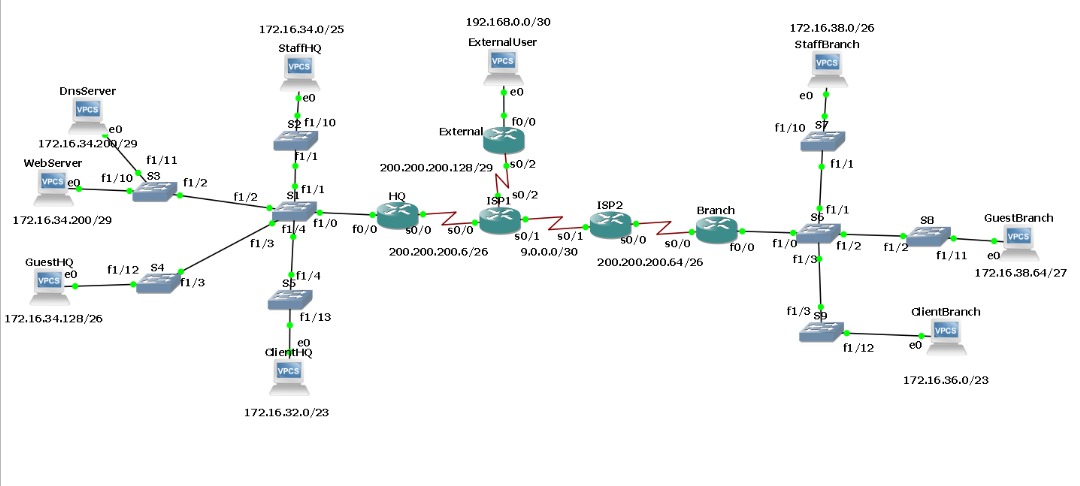 172.16.34.0/25
StaffHQ
VPCS
e0
S2
f1/10
f1/1
192.168.0.0/30
ExternalUser
VPCS
e0
f0/0
External
200.200.200.128/29
s0/2
s0/2
172.16.38.0/26
StaffBranch
VPCS
e0
S7
f1/10
f1/1
DnsServer
VPCS
e0
172.16.34.200/29
f1/11
WebServer
VPCS
e0
f1/10
S3
f1/2
172.16.34.200/29
f1/2
f1/1
S1
f1/0
f1/4
f1/3
HQ
f0/0
s0/0
s0/0
200.200.200.6/26
ISP1
s0/1
s0/1
9.0.0.0/30
ISP2
s0/0
s0/0
200.200.200.64/26
Branch
f0/0
f1/0
f1/1
S6
f1/2
f1/3
S8
f1/2
f1/11
GuestBranch
VPCS
e0
172.16.38.64/27
GuestHQ
VPCS
e0
f1/12
S4
f1/3
172.16.34.128/26
f1/4
S5
f1/13
e0
ClientHQ
VPCS
172.16.32.0/23
f1/3
S9
f1/12
ClientBranch
VPCS
e0
172.16.36.0/23